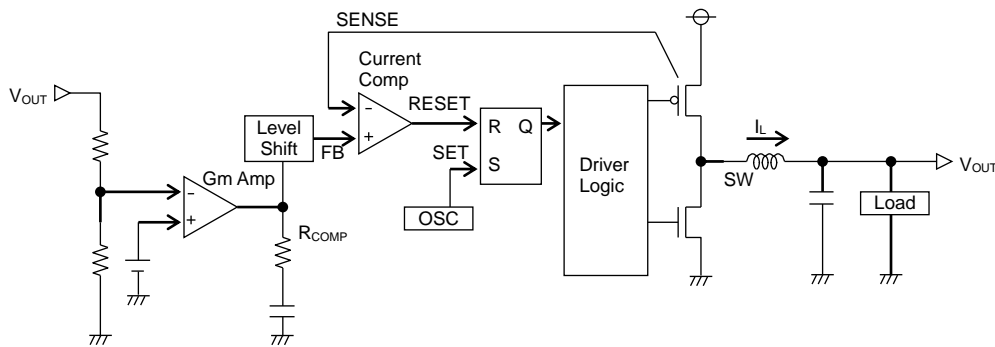 SENSE
Current
Comp
VOUT
-
+
RESET
Level
Shift
FB
SET
R Q
S
OSC
Driver
Logic
IL
SW
VOUT
Load
Gm Amp
-
+
RCOMP